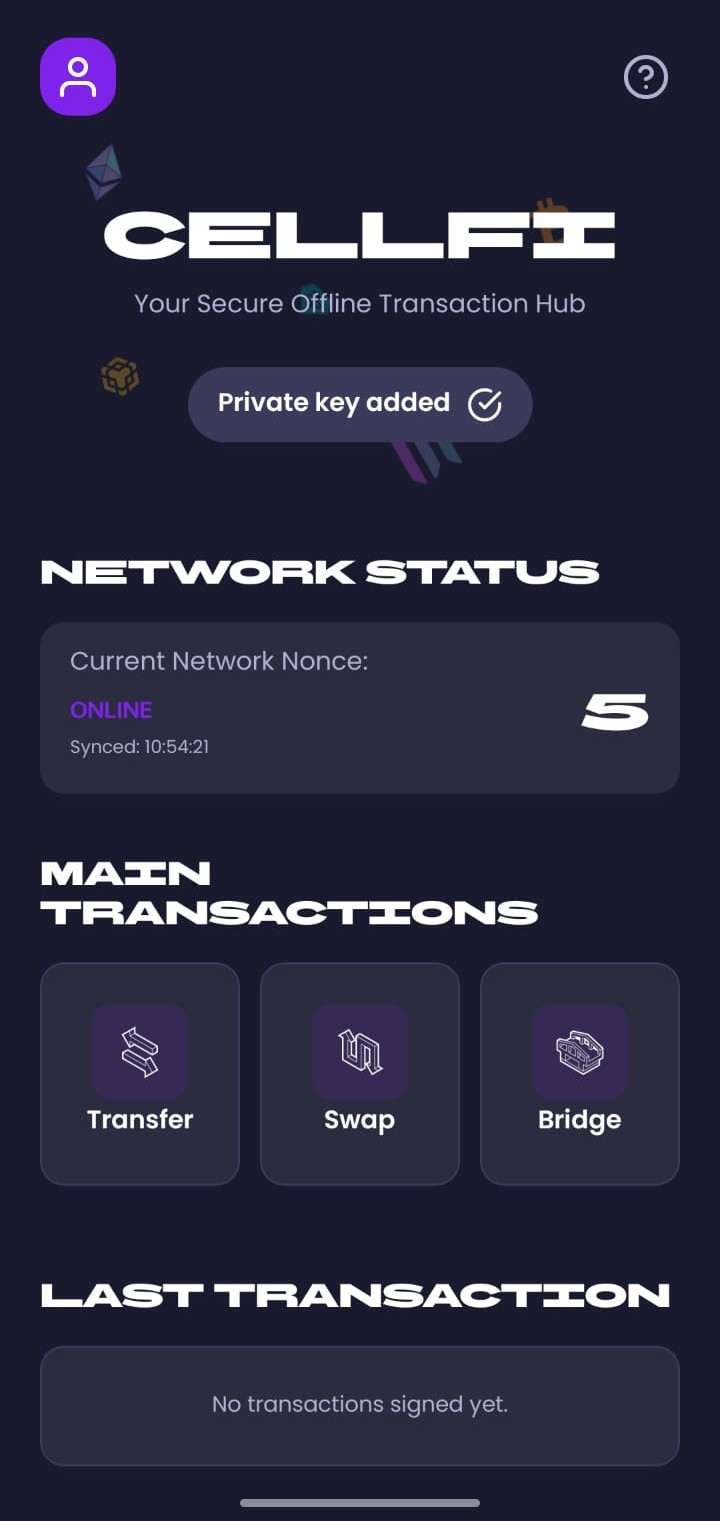 CELLFI
Your Secure Offline Transaction Hub
Private key added
NETWORK STATUS
Current Network Nonce:
ONLINE
5
Synced: 10:54:21
MAIN
TRANSACTIONS
Transfer
Swap
Bridge
LAST TRANSACTION
No transactions signed yet.